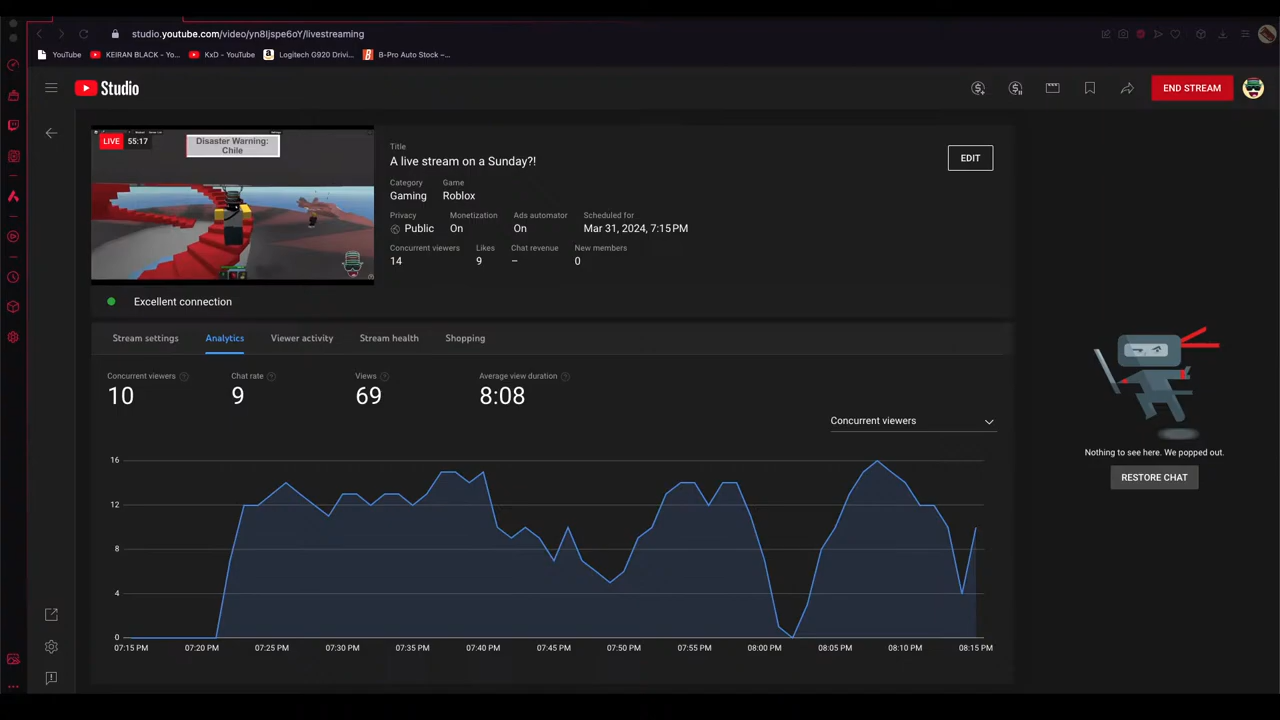 studio.youtube.com/video/yn8ljspe6oY/livestreaming
YouTube
KEIRAN BLACK - Yo...
KxD - YouTube
Logitech G920 Drivi...
B-Pro Auto Stock –...
Studio
END STREAM
LIVE 55:17
Disaster Warning:
Chile
Title
A live stream on a Sunday?!
EDIT
Category Game
Gaming Roblox
Privacy Monetization Ads automator Scheduled for
Public On On Mar 31, 2024, 7:15 PM
Concurrent viewers Likes Chat revenue New members
14 9 – 0
Excellent connection
Stream settings Analytics Viewer activity Stream health Shopping
Concurrent viewers Chat rate Views Average view duration
10 9 69 8:08
Concurrent viewers
16
12
8
4
0
07:15 PM 07:20 PM 07:25 PM 07:30 PM 07:35 PM 07:40 PM 07:45 PM 07:50 PM 07:55 PM 08:00 PM 08:05 PM 08:10 PM 08:15 PM
Nothing to see here. We popped out.
RESTORE CHAT